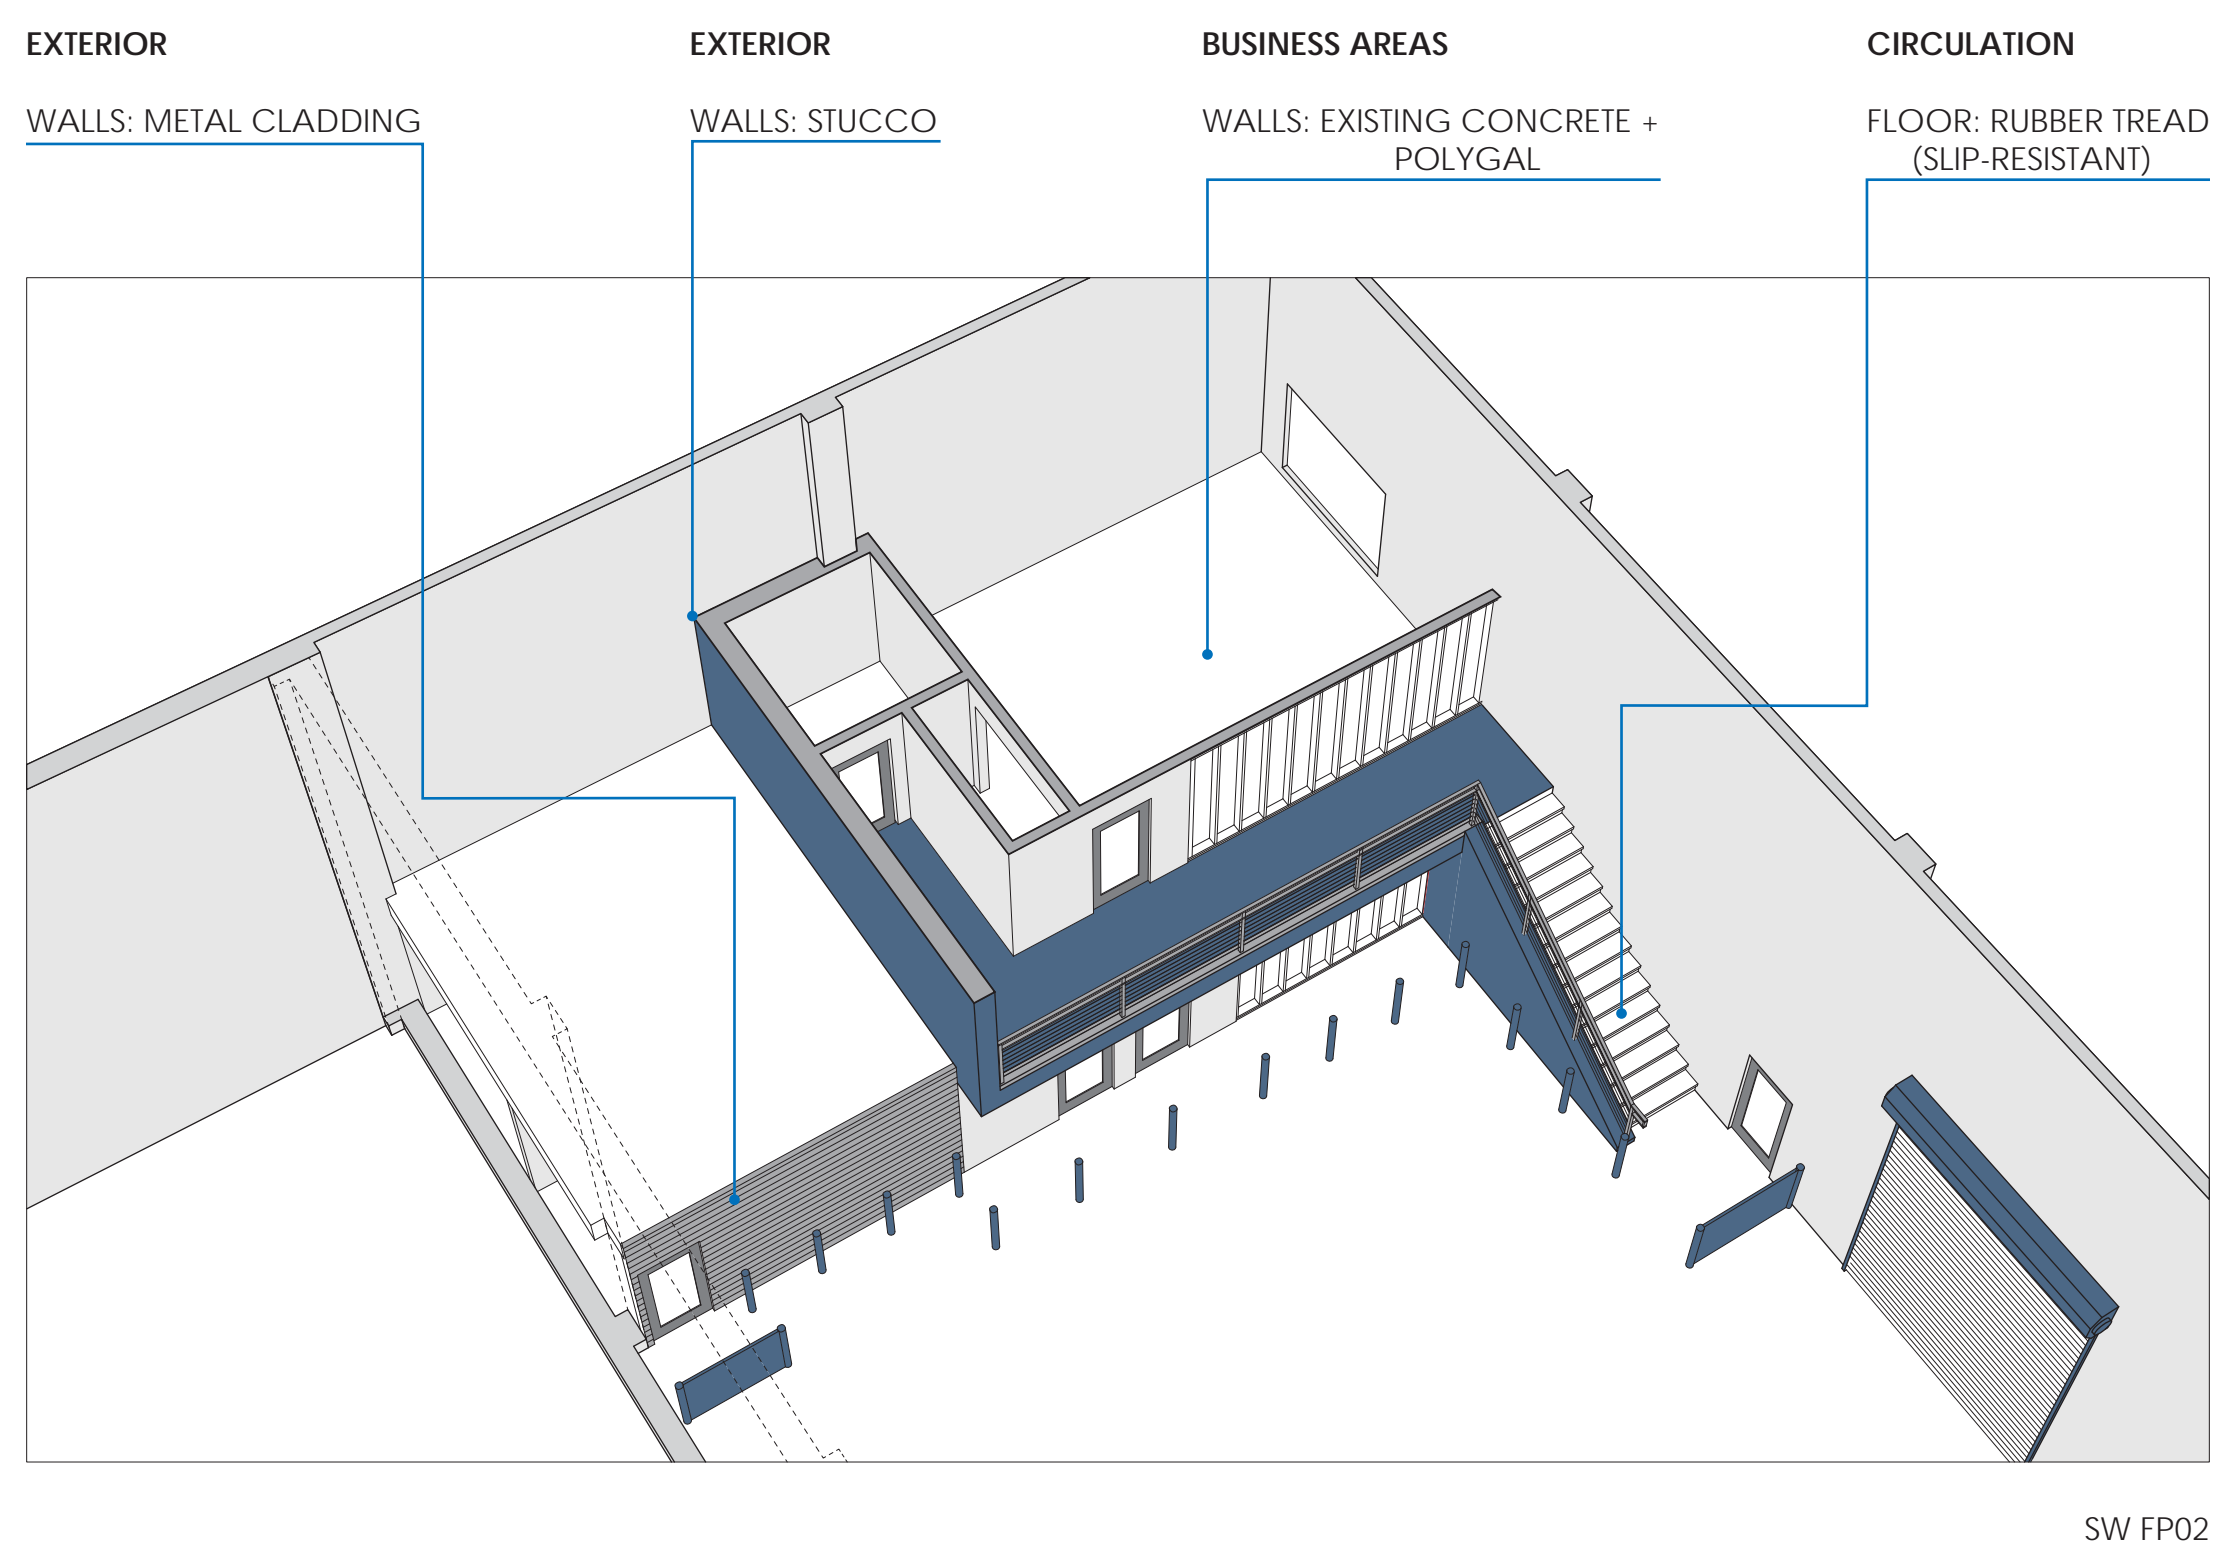 EXTERIOR
WALLS: METAL CLADDING
EXTERIOR
WALLS: STUCCO
BUSINESS AREAS
WALLS: EXISTING CONCRETE +
POLYGAL
CIRCULATION
FLOOR: RUBBER TREAD
(SLIP-RESISTANT)
SW FP02